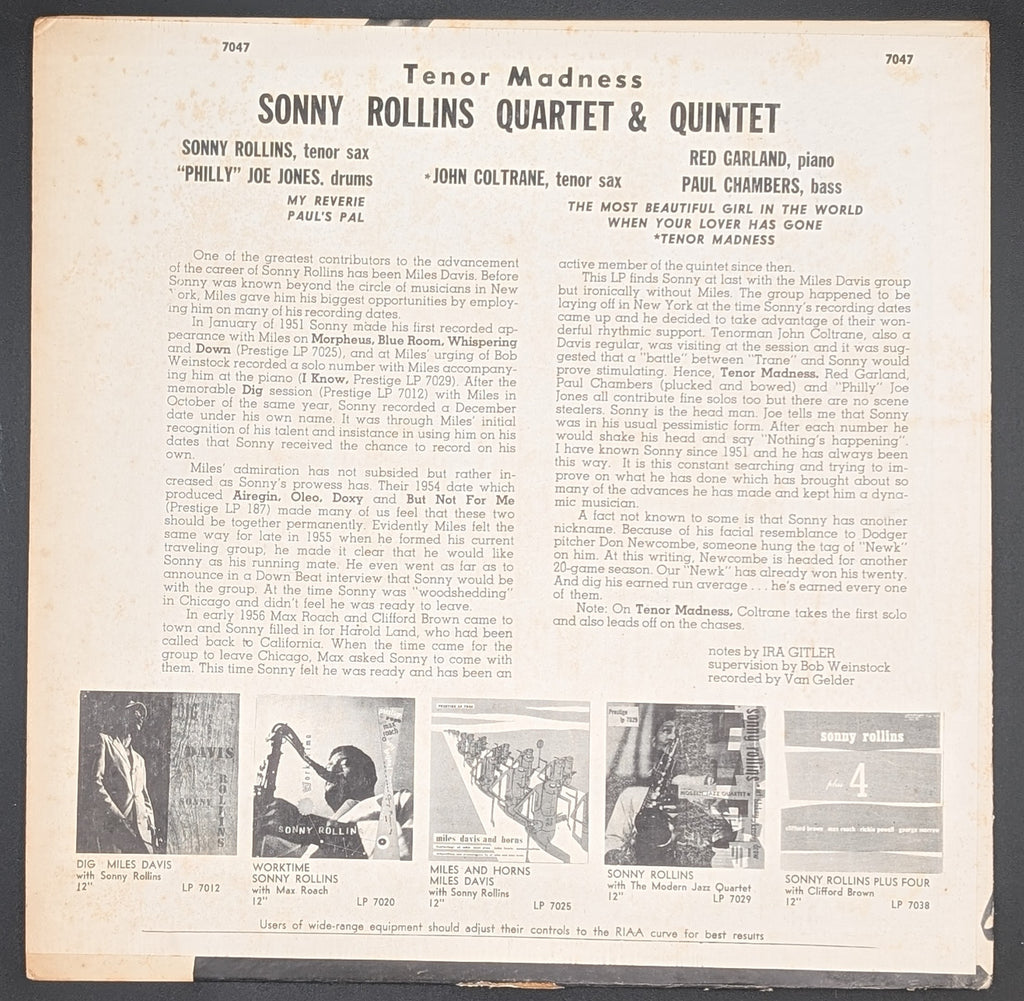 7047
7047
Tenor Madness
SONNY ROLLINS QUARTET & QUINTET
SONNY ROLLINS, tenor sax
"PHILLY" JOE JONES. drums
*JOHN COLTRANE, tenor sax
RED GARLAND, piano
PAUL CHAMBERS, bass
MY REVERIE
PAUL'S PAL
THE MOST BEAUTIFUL GIRL IN THE WORLD
WHEN YOUR LOVER HAS GONE
*TENOR MADNESS
One of the greatest contributors to the advancement
of the career of Sonny Rollins has been Miles Davis. Before
Sonny was known beyond the circle of musicians in New
ork, Miles gave him his biggest opportunities by employ-
ing him on many of his recording dates.
In January of 1951 Sonny made his first recorded ap-
pearance with Miles on Morpheus, Blue Room, Whispering
and Down (Prestige LP 7025), and at Miles' urging of Bob
Weinstock recorded a solo number with Miles accompany-
ing him at the piano (I Know, Prestige LP 7029). After the
memorable Dig session (Prestige LP 7012) with Miles in
October of the same year, Sonny recorded a December
date under his own name. It was through Miles' initial
recognition of his talent and insistance in using him on his
dates that Sonny received the chance to record on his
own.
Miles' admiration has not subsided but rather in-
creased as Sonny's prowess has. Their 1954 date which
produced Airegin, Oleo, Doxy and But Not For Me
(Prestige LP 187) made many of us feel that these two
should be together permanently. Evidently Miles felt the
same way for late in 1955 when he formed his current
traveling group, he made it clear that he would like
Sonny as his running mate. He even went as far as to
announce in a Down Beat interview that Sonny would be
with the group. At the time Sonny was "woodshedding"
in Chicago and didn't feel he was ready to leave.
In early 1956 Max Roach and Clifford Brown came to
town and Sonny filled in for Harold Land, who had been
called back to California. When the time came for the
group to leave Chicago, Max asked Sonny to come with
them. This time Sonny felt he was ready and has been an
active member of the quintet since then.
This LP finds Sonny at last with the Miles Davis group
but ironically without Miles. The group happened to be
laying off in New York at the time Sonny's recording dates
came up and he decided to take advantage of their won-
derful rhythmic support. Tenorman John Coltrane, also a
Davis regular, was visiting at the session and it was sug-
gested that a "battle" between "Trane" and Sonny would
prove stimulating. Hence, Tenor Madness. Red Garland,
Paul Chambers (plucked and bowed) and "Philly" Joe
Jones all contribute fine solos too but there are no scene
stealers. Sonny is the head man. Joe tells me that Sonny
was in his usual pessimistic form. After each number he
would shake his head and say "Nothing's happening".
I have known Sonny since 1951 and he has always been
this way. It is this constant searching and trying to im-
prove on what he has done which has brought about so
many of the advances he has made and kept him a dyna-
mic musician.
A fact not known to some is that Sonny has another
nickname. Because of his facial resemblance to Dodger
pitcher Don Newcombe, someone hung the tag of "Newk"
on him. At this writing, Newcombe is headed for another
20-game season. Our "Newk" has already won his twenty.
And dig his earned run average . . . he's earned every one
of them.
Note: On Tenor Madness, Coltrane takes the first solo
and also leads off on the chases.
notes by IRA GITLER
supervision by Bob Weinstock
recorded by Van Gelder
DIG
DAVIS
SONNY
ROLLINS
Worktime
max roach
SONNY ROLLIN
miles davis and horns
Prestige
lp 7029
sonny rollins
MODERN JAZZ QUARTET
sonny rollins
plus 4
clifford brown max roach richie powell george morrow
DIG MILES DAVIS
with Sonny Rollins
12" LP 7012
WORKTIME
SONNY ROLLINS
with Max Roach
12" LP 7020
MILES AND HORNS
MILES DAVIS
with Sonny Rollins
12" LP 7025
SONNY ROLLINS
with The Modern Jazz Quartet
12" LP 7029
SONNY ROLLINS PLUS FOUR
with Clifford Brown
12" LP 7038
Users of wide-range equipment should adjust their controls to the RIAA curve for best results